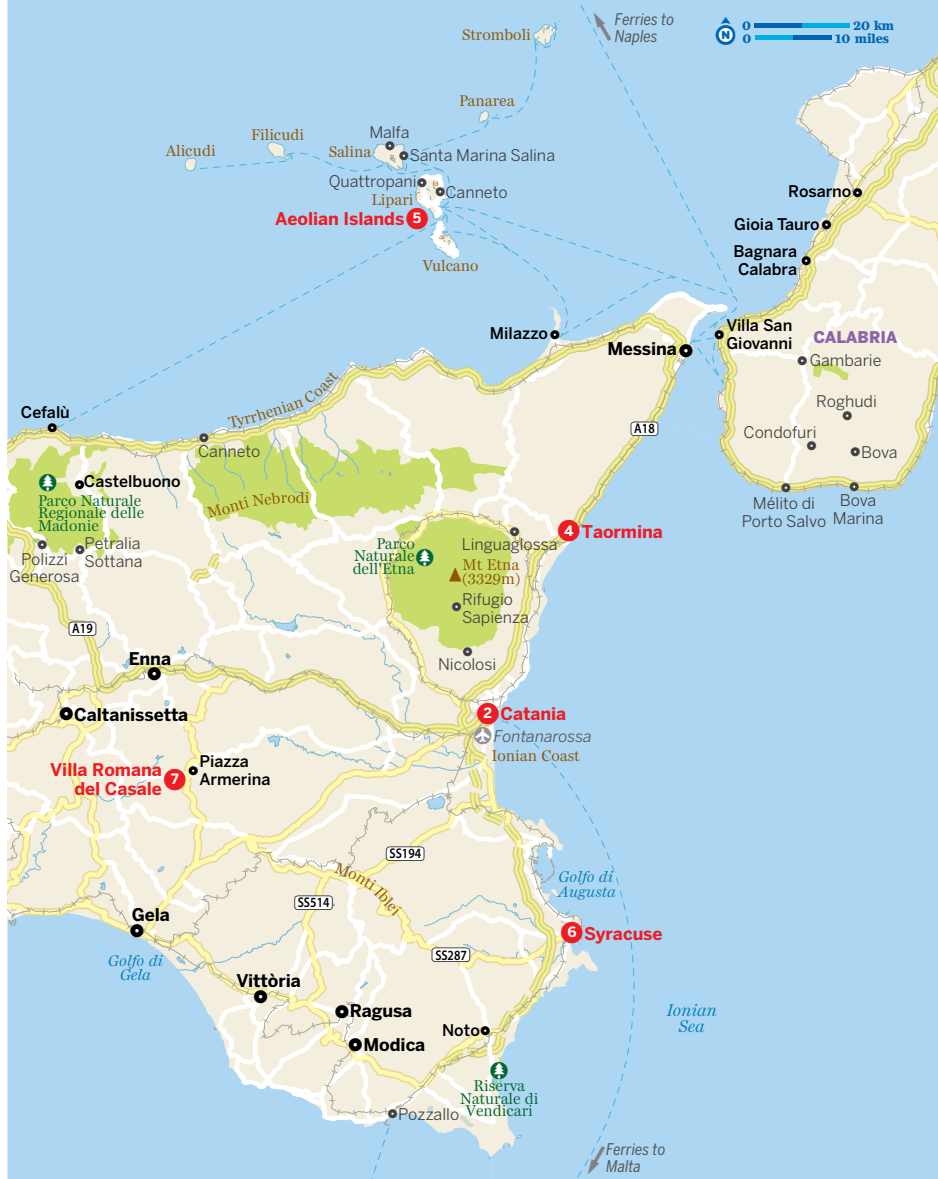 Ferries to
Naples
0
20 km
N
0
10 miles
Stromboli
Panarea
Malfa
Filicudi
Alicudi
Salina
Santa Marina Salina
Quattropani
Canneto
Lipari
Rosarno
Aeolian Islands
5
Gioia Tauro
Bagnara
Calabra
Vulcano
Milazzo
Villa San
Giovanni
CALABRIA
Messina
Gambarie
Tyrrhenian Coast
Roghudi
Cefalù
A18
Condofuri
Canneto
Bova
Castelbuono
Parco Naturale
Regionale delle
Madonie
Monti Nebrodi
Mélito di
Porto Salvo
Bova
Marina
4
Taormina
Linguaglossa
Parco
Naturale
dell'Etna
Polizzi
Generosa
Petralia
Sottana
Mt Etna
(3329m)
Rifugio
Sapienza
A19
Enna
Nicolosi
Caltanissetta
2
Catania
Fontanarossa
Ionian Coast
Villa Romana
del Casale
7
Piazza
Armerina
SS194
Monti Iblei
Golfo di
Augusta
SS514
Gela
6
Syracuse
SS287
Golfo di
Gela
Vittòria
Ragusa
Ionian
Sea
Noto
Modica
Riserva
Naturale di
Vendicari
Pozzallo
Ferries to
Malta